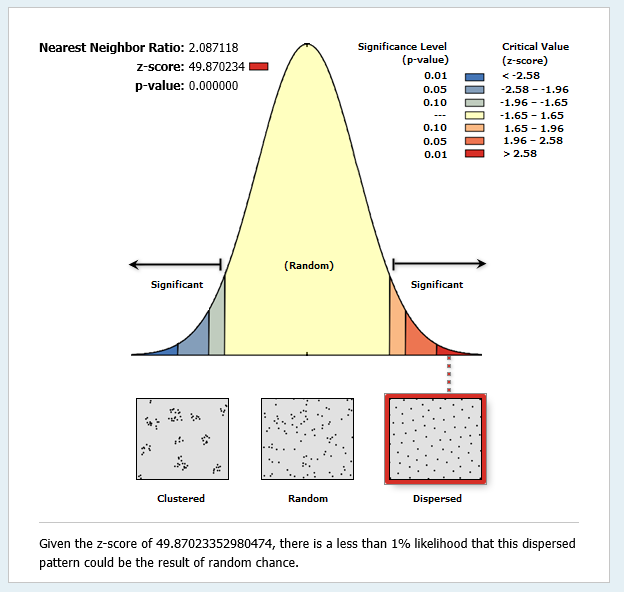 Nearest Neighbor Ratio: 2.087118
z-score: 49.870234
p-value: 0.000000
Significance Level
(p-value)
Critical Value
(z-score)
0.01 < -2.58
0.05 -2.58 – -1.96
0.10 -1.96 – -1.65
--- -1.65 – 1.65
0.10 1.65 – 1.96
0.05 1.96 – 2.58
0.01 > 2.58
(Random)
Significant Significant
Clustered Random Dispersed
Given the z-score of 49.87023352980474, there is a less than 1% likelihood that this dispersed
pattern could be the result of random chance.